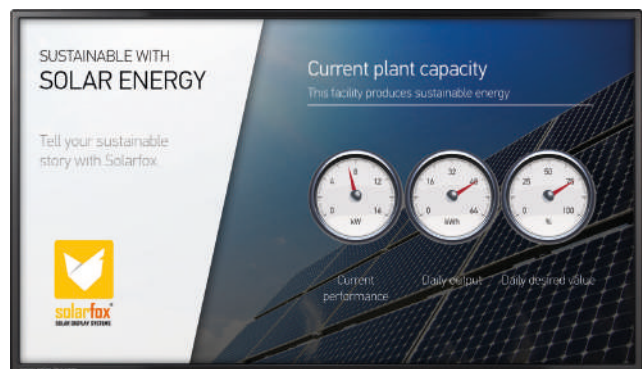 SUSTAINABLE WITH
SOLAR ENERGY
Tell your sustainable
story with Solarfox.
solarfox®
SOLAR DISPLAY SYSTEMS
Current plant capacity
This facility produces sustainable energy
0 4 8 12 16
kW
0 16 32 48 64
kWh
0 25 50 75 100
%
Current
performance
Daily output
Daily desired value